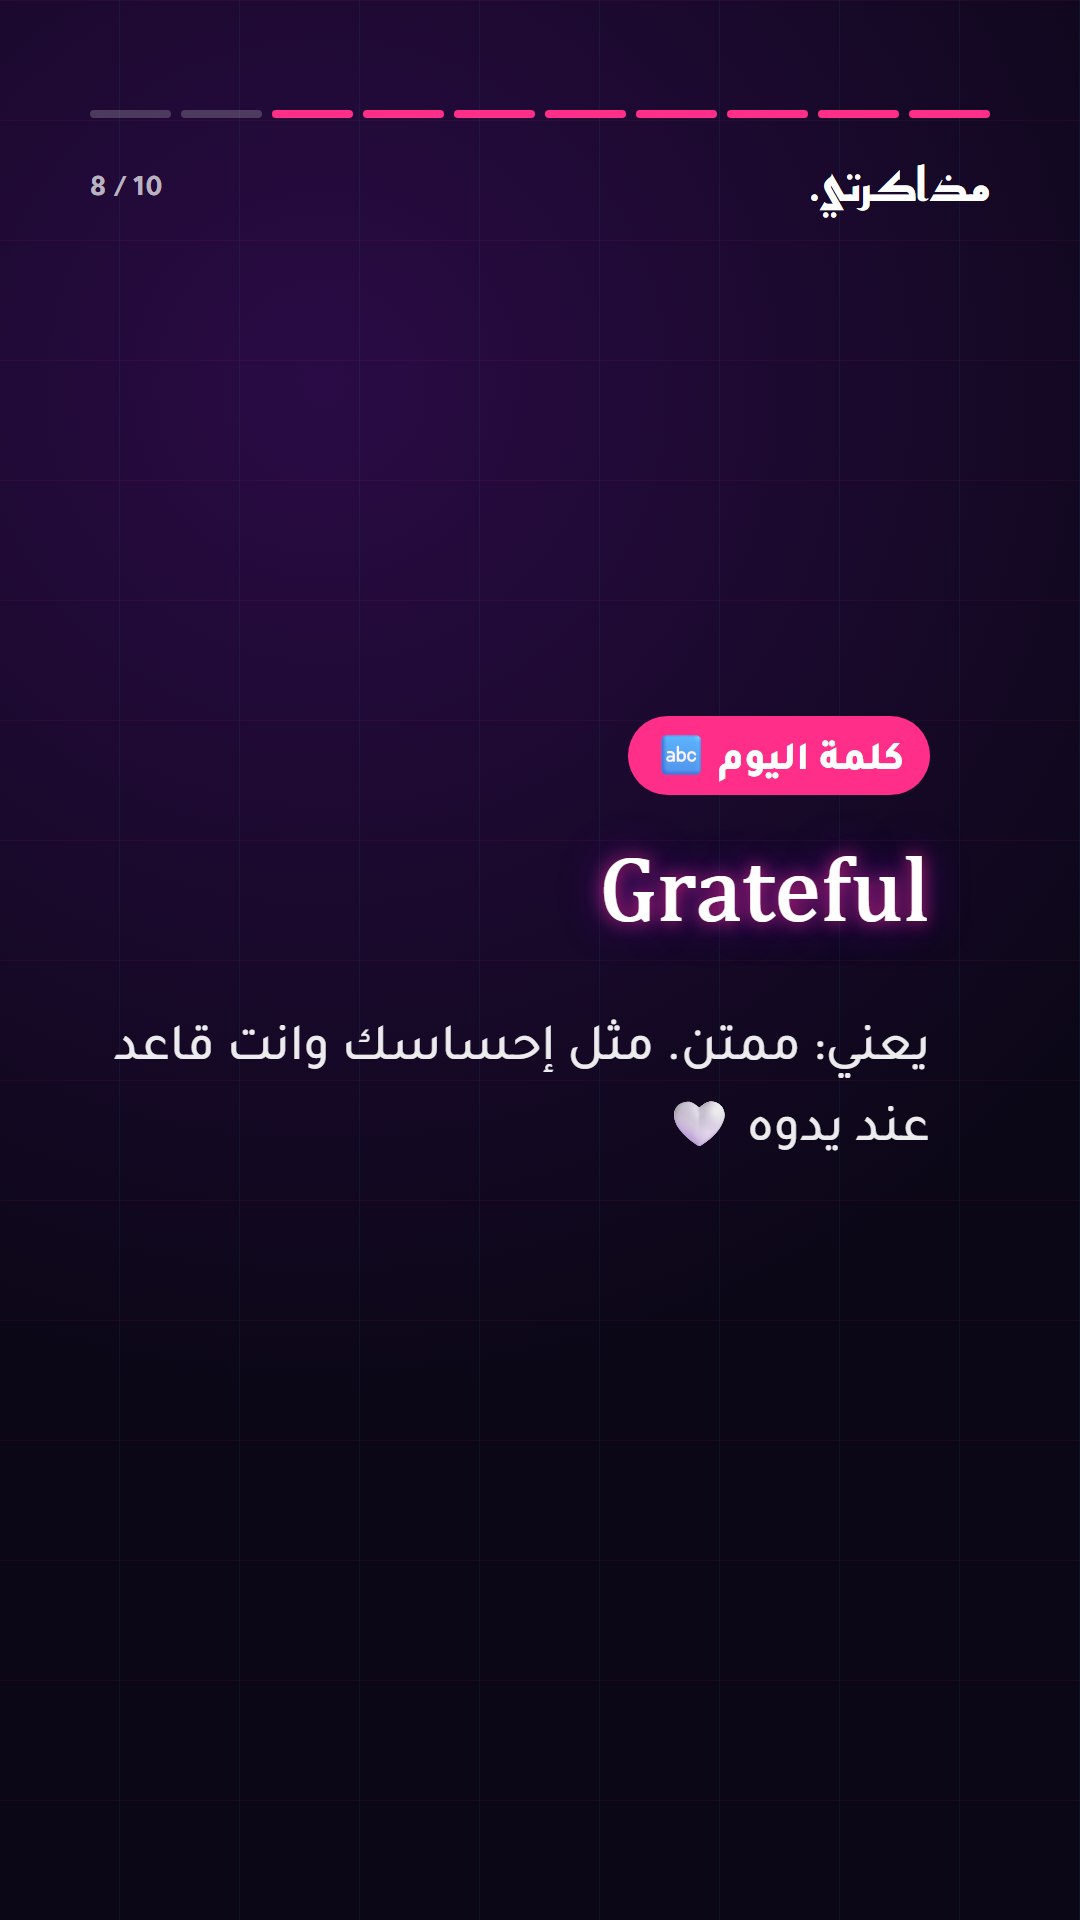 مذاكرتي.
8 / 10
كلمة اليوم 🔤
Grateful
يعني: ممتن. مثل إحساسك وانت قاعد
عند يدوه 🤍